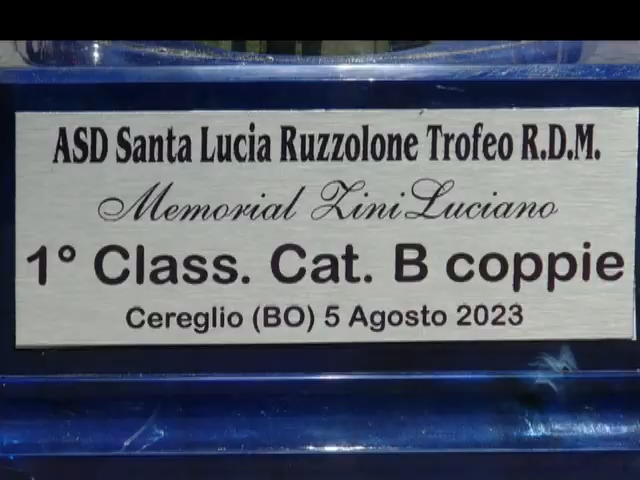 ASD Santa Lucia Ruzzolone Trofeo R.D.M.
Memorial Zini Luciano
1° Class. Cat. B coppie
Cereglio (BO) 5 Agosto 2023